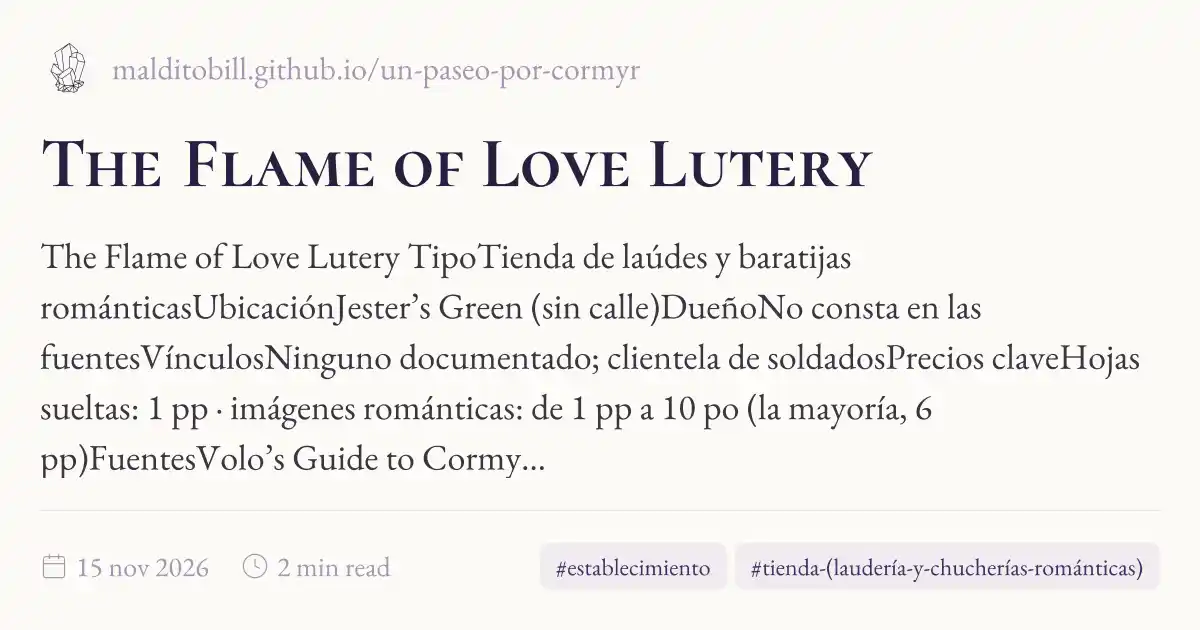 malditobill.github.io/un-paseo-por-cormyr
The Flame of Love Lutery
The Flame of Love Lutery TipoTienda de laúdes y baratijas
románticasUbicaciónJester’s Green (sin calle)DueñoNo consta en las
fuentesVínculosNinguno documentado; clientela de soldadosPrecios claveHojas
sueltas: 1 pp · imágenes románticas: de 1 pp a 10 po (la mayoría, 6
pp)FuentesVolo’s Guide to Cormy...
15 nov 2026
2 min read
#establecimiento
#tienda-(laudería-y-chucherías-románticas)